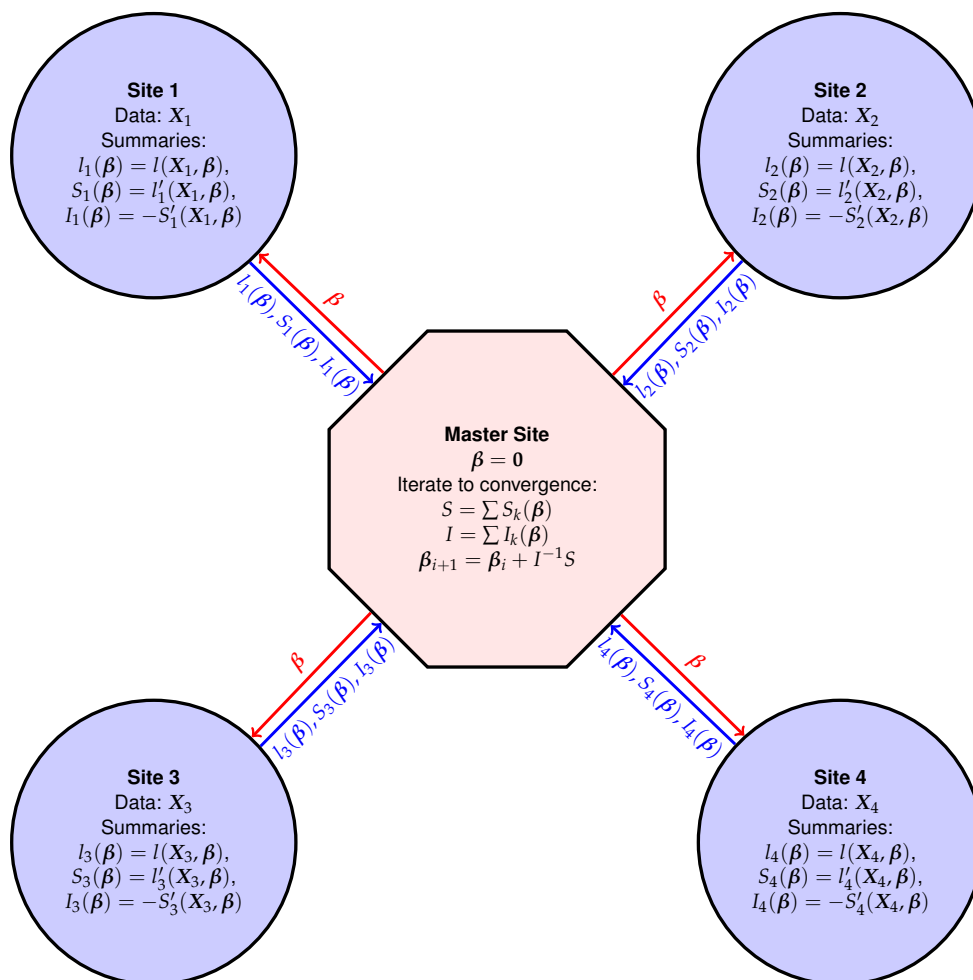 Site 1
Data: X₁
Summaries:
l₁(β) = l(X₁, β),
S₁(β) = l′₁(X₁, β),
I₁(β) = −S′₁(X₁, β)
Site 2
Data: X₂
Summaries:
l₂(β) = l(X₂, β),
S₂(β) = l′₂(X₂, β),
I₂(β) = −S′₂(X₂, β)
β
l₁(β), S₁(β), I₁(β)
β
l₂(β), S₂(β), I₂(β)
Master Site
β = 0
Iterate to convergence:
S = ∑ Sₖ(β)
I = ∑ Iₖ(β)
βᵢ₊₁ = βᵢ + I⁻¹S
β
l₃(β), S₃(β), I₃(β)
β
l₄(β), S₄(β), I₄(β)
Site 3
Data: X₃
Summaries:
l₃(β) = l(X₃, β),
S₃(β) = l′₃(X₃, β),
I₃(β) = −S′₃(X₃, β)
Site 4
Data: X₄
Summaries:
l₄(β) = l(X₄, β),
S₄(β) = l′₄(X₄, β),
I₄(β) = −S′₄(X₄, β)